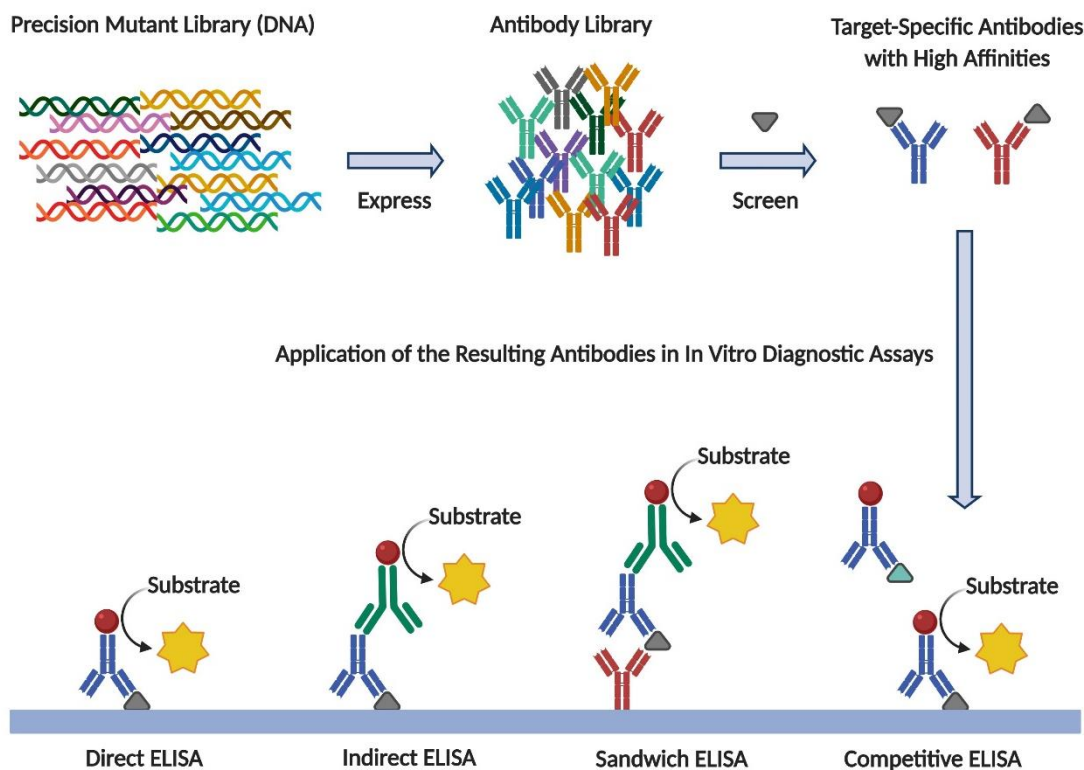 Precision Mutant Library (DNA)
Antibody Library
Target-Specific Antibodies
with High Affinities
Express
Screen
Application of the Resulting Antibodies in In Vitro Diagnostic Assays
Substrate
Substrate
Substrate
Substrate
Direct ELISA
Indirect ELISA
Sandwich ELISA
Competitive ELISA